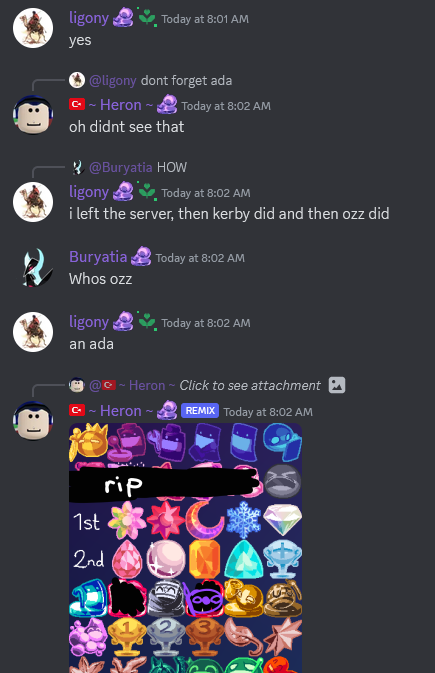 ligony Today at 8:01 AM
yes
@ligony dont forget ada
~ Heron ~ Today at 8:02 AM
oh didnt see that
@Buryatia HOW
ligony Today at 8:02 AM
i left the server, then kerby did and then ozz did
Buryatia Today at 8:02 AM
Whos ozz
ligony Today at 8:02 AM
an ada
@ ~ Heron ~ Click to see attachment
~ Heron ~ REMIX Today at 8:02 AM
rip
1st
2nd
1 2 3